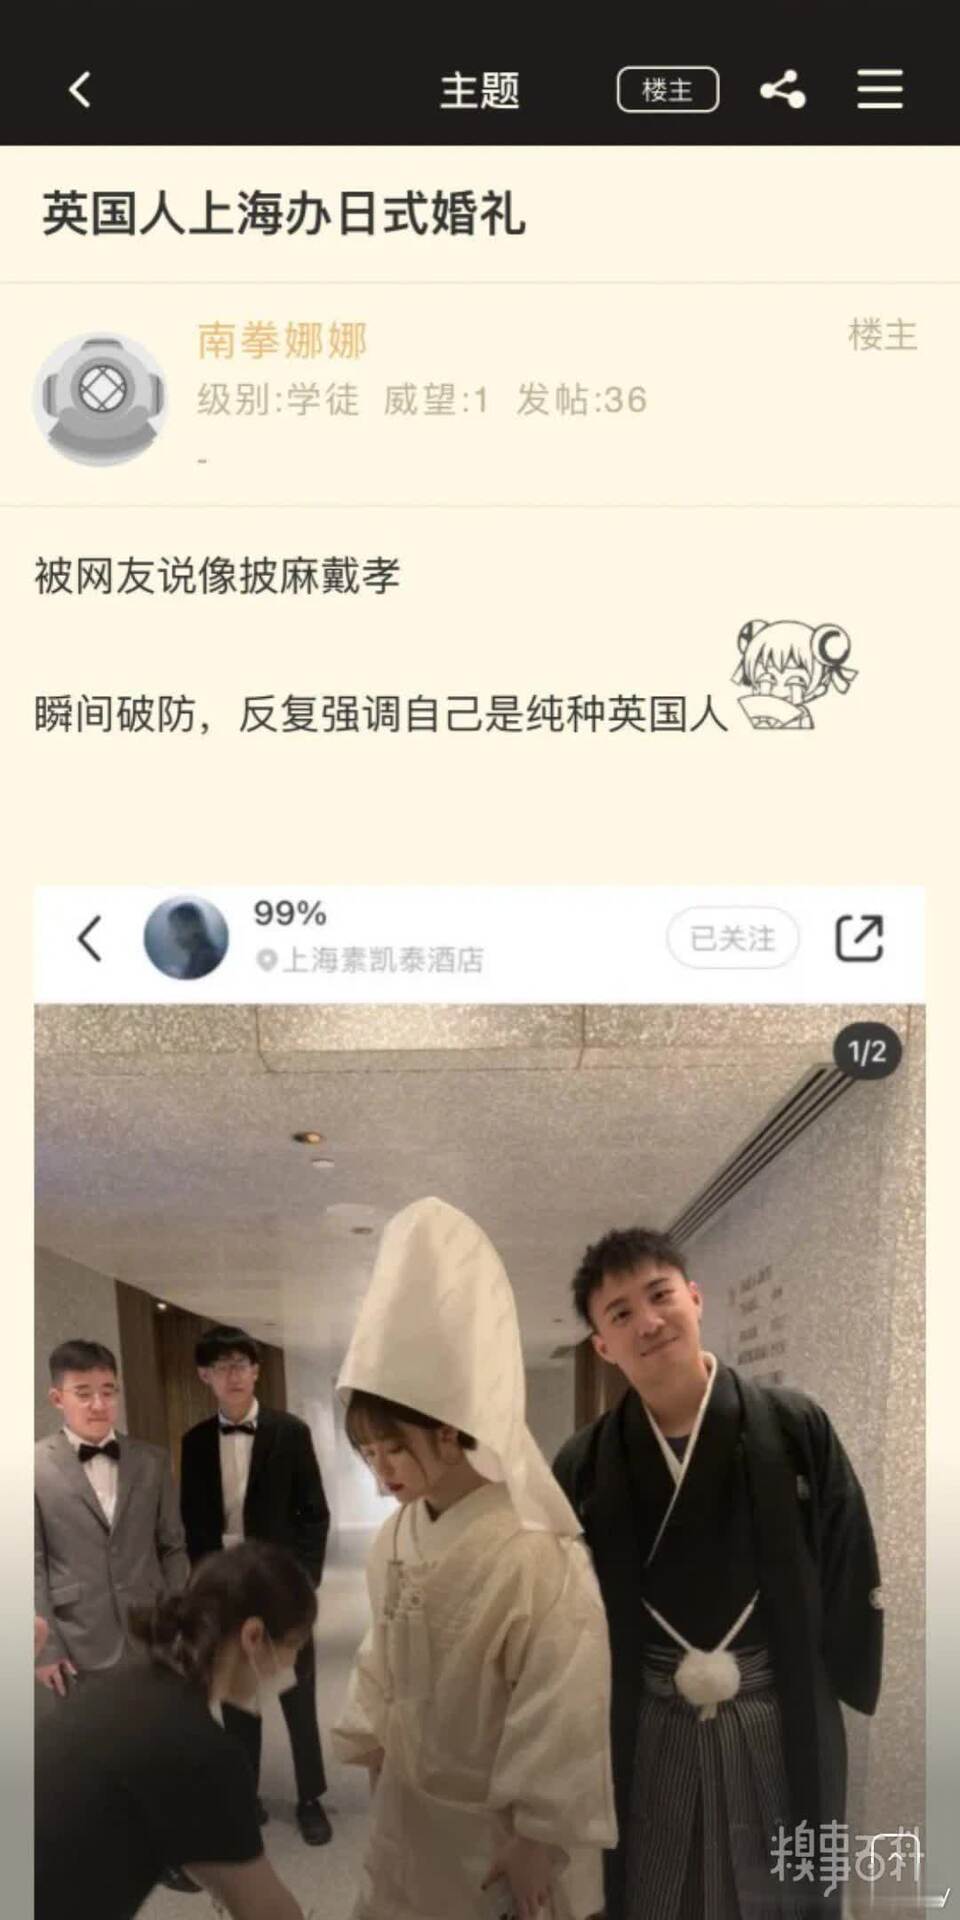 主题
楼主
英国人上海办日式婚礼
南拳娜娜
楼主
级别:学徒 威望:1 发帖:36
-
被网友说像披麻戴孝
瞬间破防，反复强调自己是纯种英国人
99%
上海素凯泰酒店
已关注
1/2
糗事百科